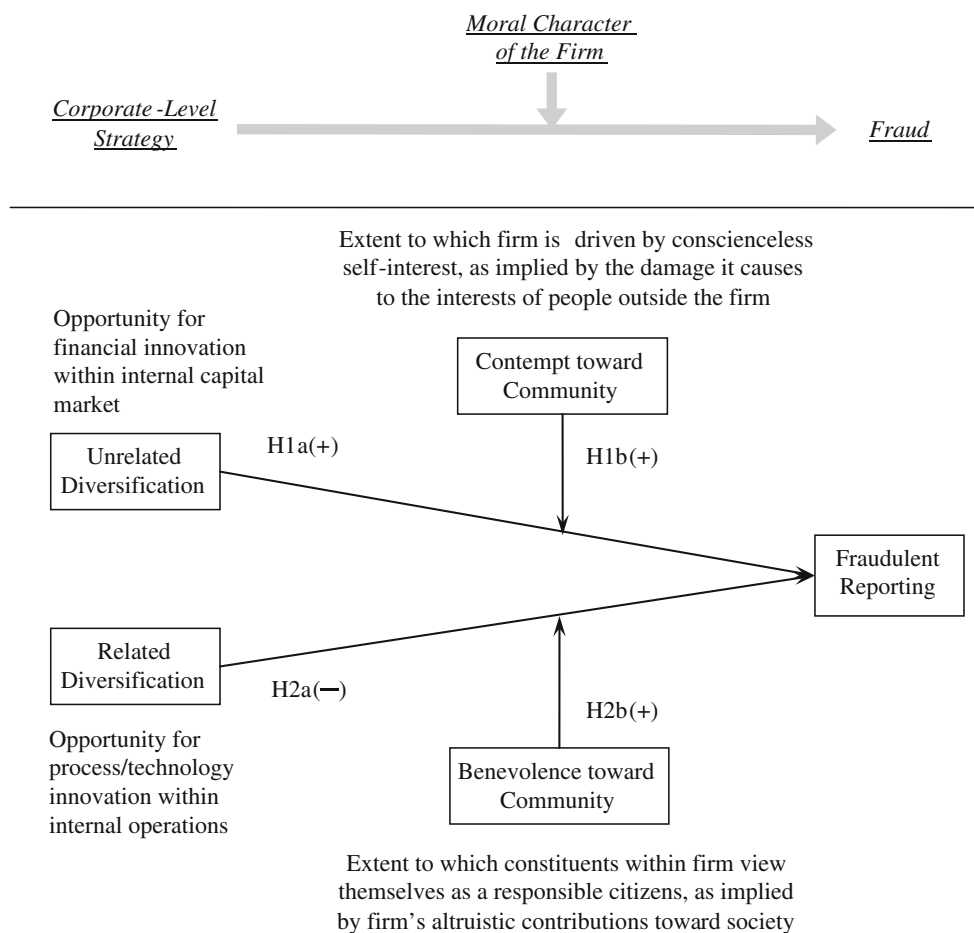 Moral Character
of the Firm
Corporate-Level
Strategy
Fraud
Extent to which firm is driven by conscienceless
self-interest, as implied by the damage it causes
to the interests of people outside the firm
Opportunity for
financial innovation
within internal capital
market
Contempt toward
Community
H1a(+)
H1b(+)
Unrelated
Diversification
Fraudulent
Reporting
Related
Diversification
H2a(−)
H2b(+)
Opportunity for
process/technology
innovation within
internal operations
Benevolence toward
Community
Extent to which constituents within firm view
themselves as a responsible citizens, as implied
by firm's altruistic contributions toward society